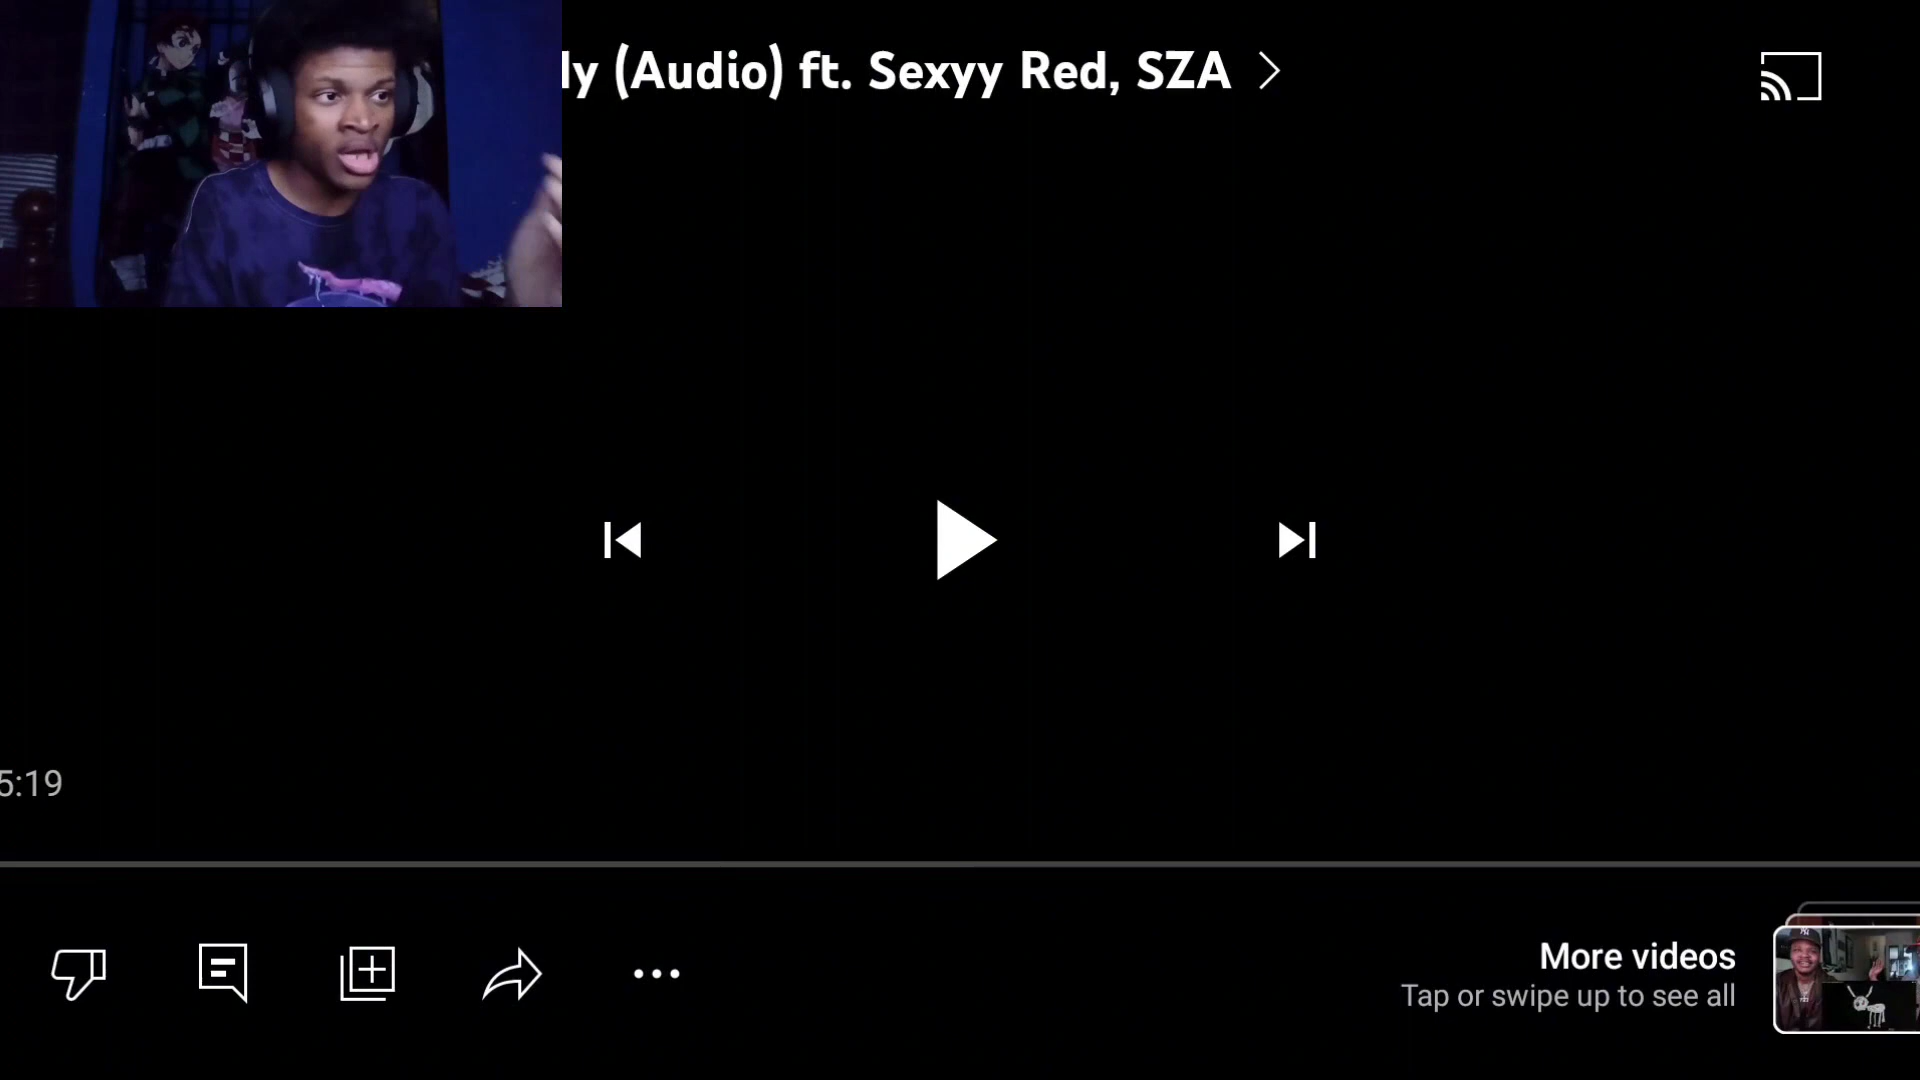 ly (Audio) ft. Sexyy Red, SZA
5:19
More videos
Tap or swipe up to see all